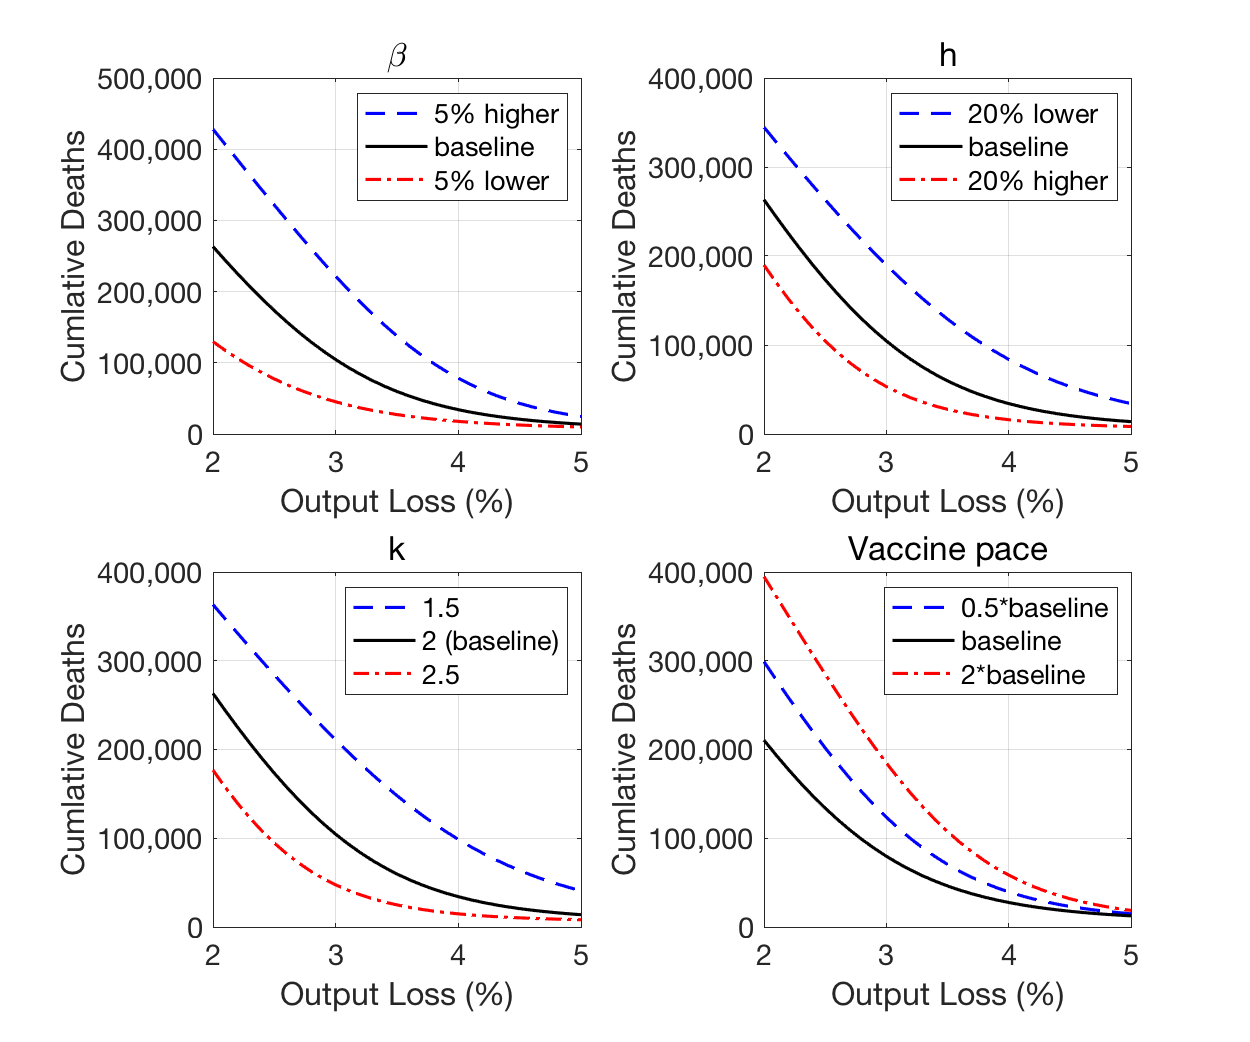 β
500,000
400,000
300,000
200,000
100,000
0
2
3
4
5
Cumlative Deaths
Output Loss (%)
5% higher
baseline
5% lower
h
400,000
300,000
200,000
100,000
0
2
3
4
5
Cumlative Deaths
Output Loss (%)
20% lower
baseline
20% higher
k
400,000
300,000
200,000
100,000
0
2
3
4
5
Cumlative Deaths
Output Loss (%)
1.5
2 (baseline)
2.5
Vaccine pace
400,000
300,000
200,000
100,000
0
2
3
4
5
Cumlative Deaths
Output Loss (%)
0.5*baseline
baseline
2*baseline